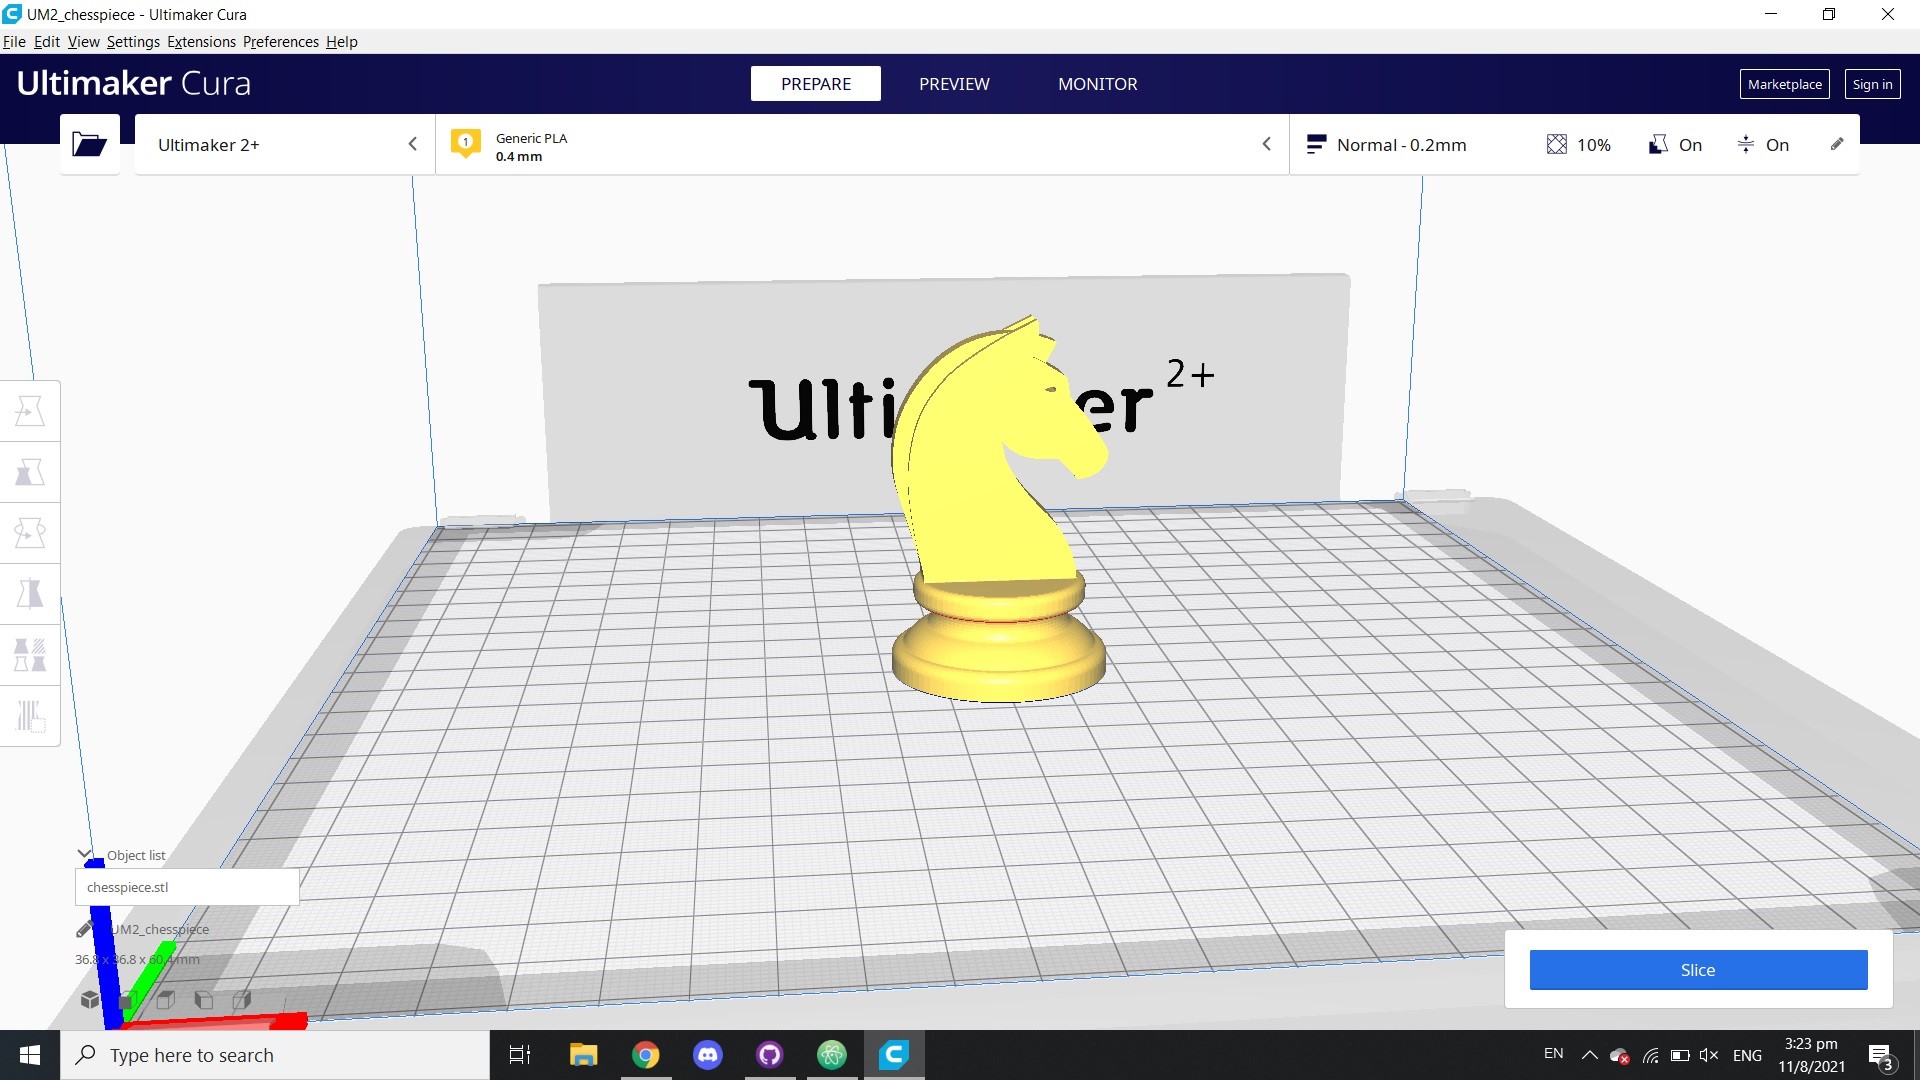 UM2_chesspiece - Ultimaker Cura
File Edit View Settings Extensions Preferences Help
Ultimaker Cura
PREPARE PREVIEW MONITOR
Marketplace Sign in
Ultimaker 2+
1 Generic PLA
0.4 mm
Normal - 0.2mm 10% On On
Ulti er 2+
Object list
chesspiece.stl
UM2_chesspiece
36.8 x 36.8 x 60.4 mm
Slice
Type here to search
EN ENG
3:23 pm
11/8/2021
3